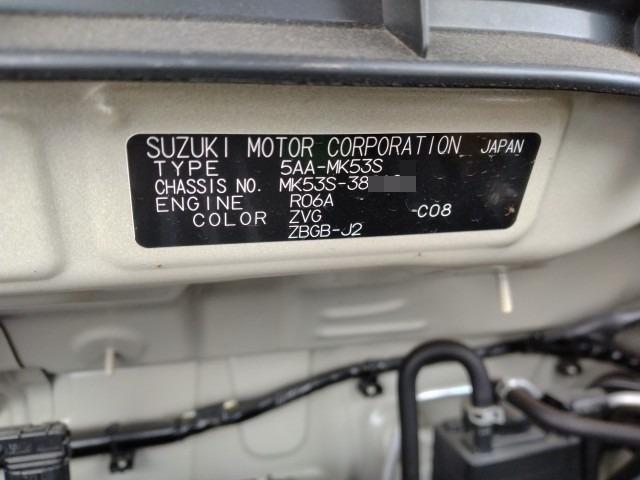 SUZUKI MOTOR CORPORATION JAPAN
TYPE 5AA-MK53S
CHASSIS NO. MK53S-38
ENGINE R06A
COLOR ZVG -C08
ZBGB-J2